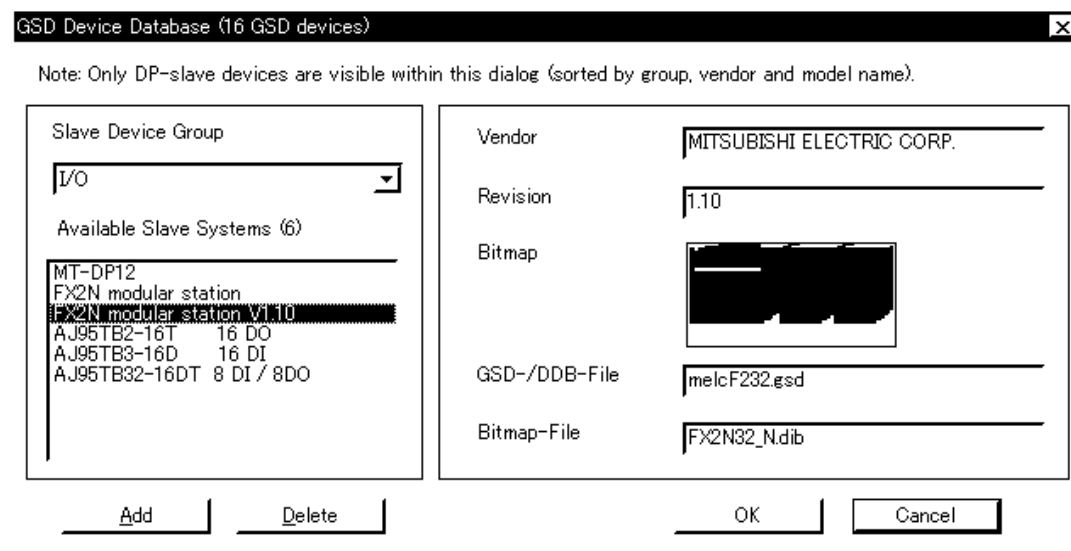 GSD Device Database (16 GSD devices)
Note: Only DP-slave devices are visible within this dialog (sorted by group, vendor and model name).
Slave Device Group
I/O
Available Slave Systems (6)
MT-DP12
FX2N modular station
FX2N modular station V1.10
AJ95TB2-16T 16 DO
AJ95TB3-16D 16 DI
AJ95TB32-16DT 8 DI / 8DO
Vendor
MITSUBISHI ELECTRIC CORP.
Revision
1.10
Bitmap
GSD-/DDB-File
melcF232.gsd
Bitmap-File
FX2N32_N.dib
Add
Delete
OK
Cancel